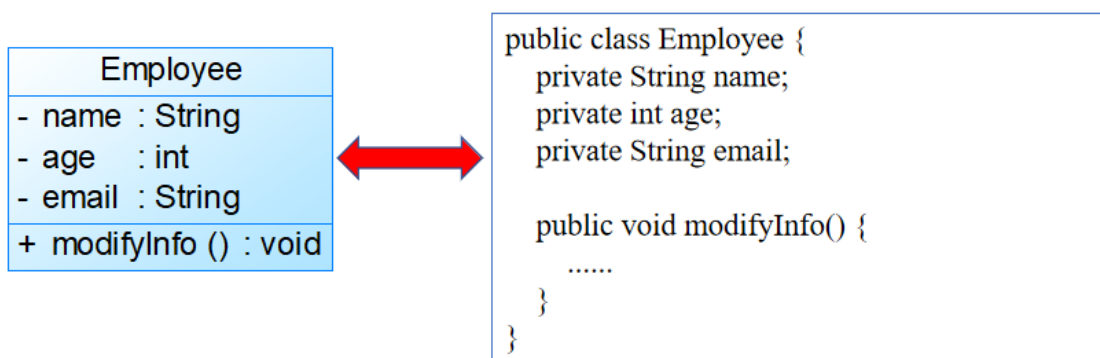 Employee
- name : String
- age : int
- email : String
+ modifyInfo () : void
public class Employee {
private String name;
private int age;
private String email;
public void modifyInfo() {
......
}
}